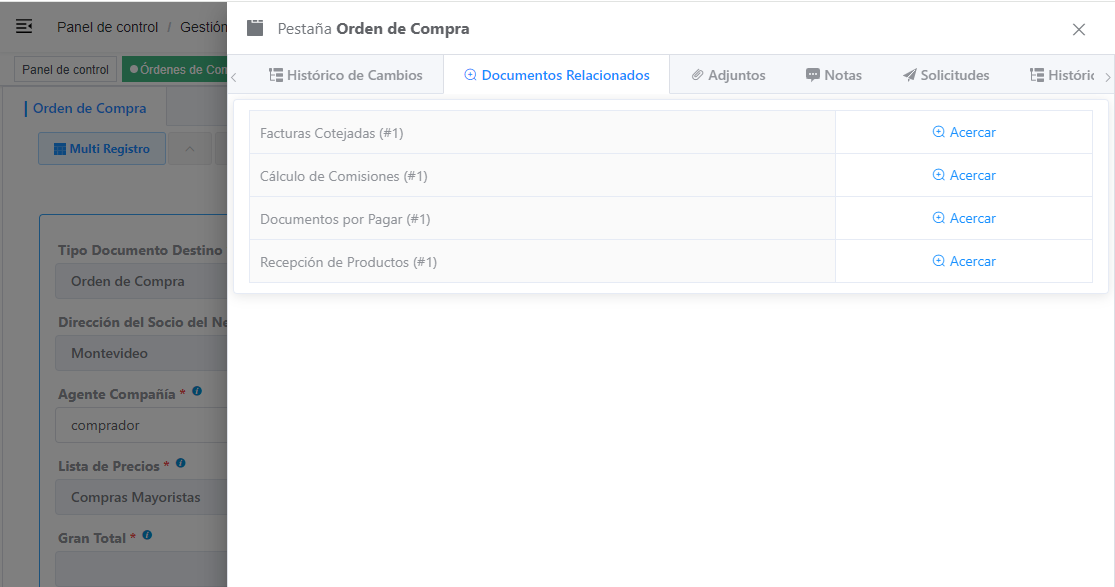 Panel de control / Gestión
Panel de control
Órdenes de Com
Orden de Compra
Multi Registro
Tipo Documento Destino
Orden de Compra
Dirección del Socio del Ne
Montevideo
Agente Compañía *
comprador
Lista de Precios *
Compras Mayoristas
Gran Total *
Pestaña Orden de Compra
Histórico de Cambios
Documentos Relacionados
Adjuntos
Notas
Solicitudes
Históric
Facturas Cotejadas (#1) Acercar
Cálculo de Comisiones (#1) Acercar
Documentos por Pagar (#1) Acercar
Recepción de Productos (#1) Acercar